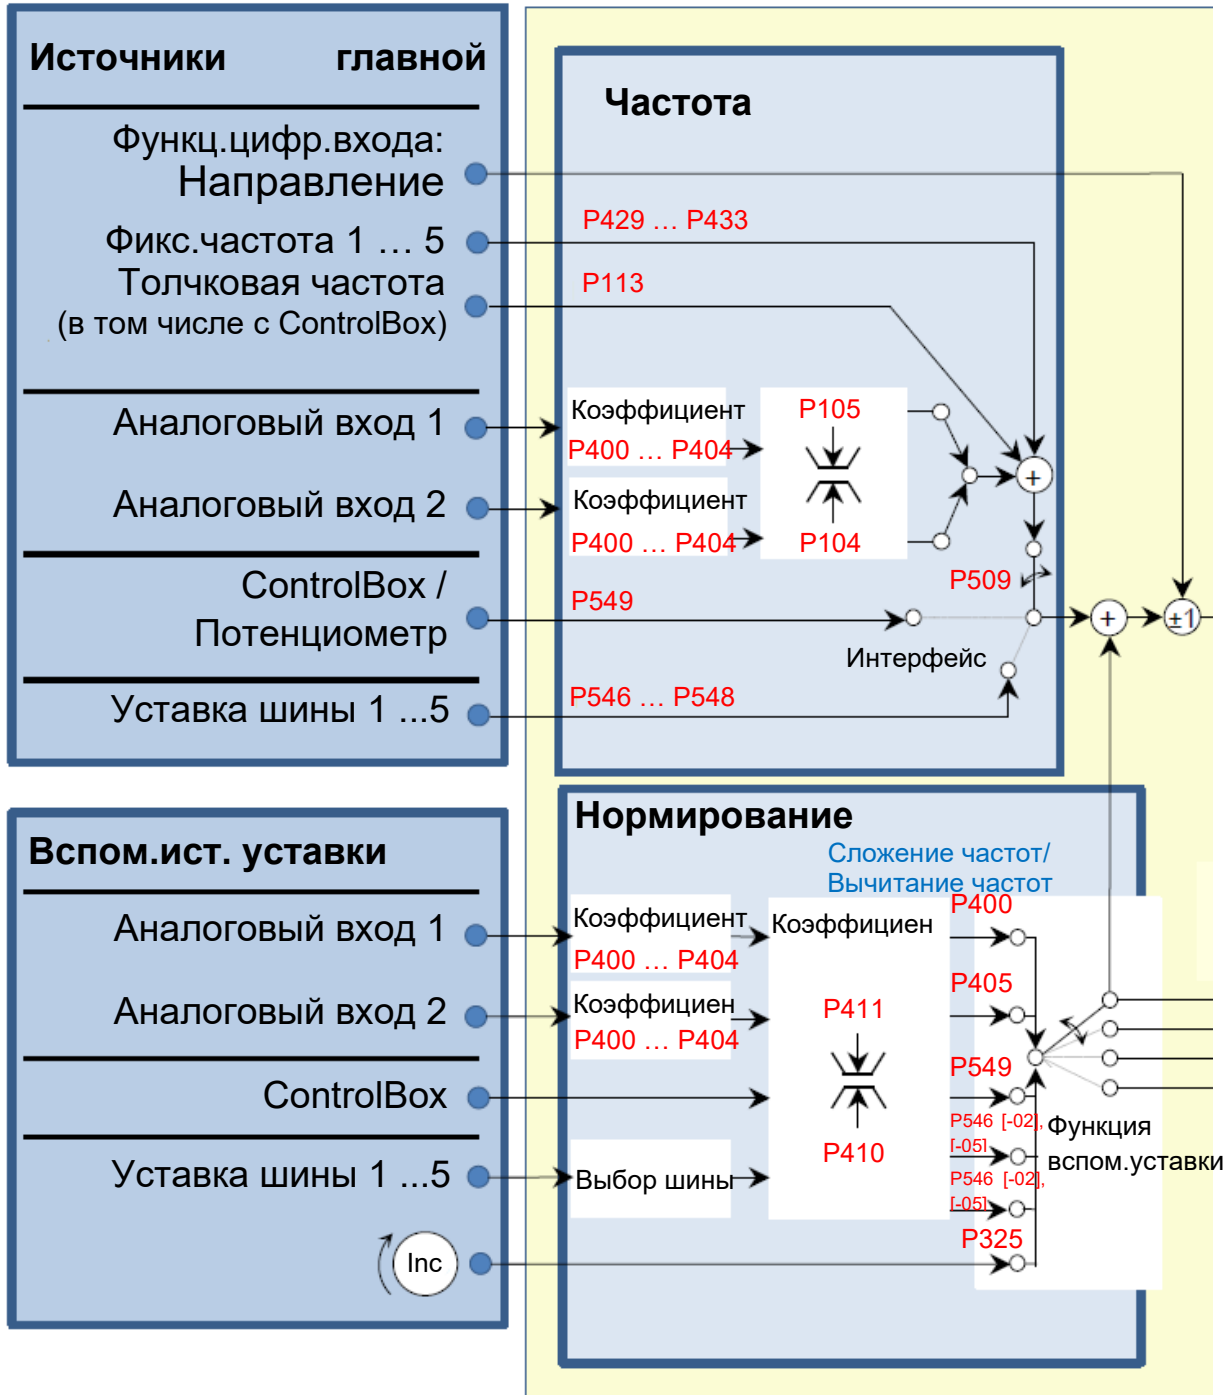 Источники главной
Функц.цифр.входа:
Направление
Фикс.частота 1 … 5
Толчковая частота
(в том числе с ControlBox)
Аналоговый вход 1
Аналоговый вход 2
ControlBox /
Потенциометр
Уставка шины 1 ...5
Частота
P429 … P433
P113
Коэффициент
P400 … P404
Коэффициент
P400 … P404
P105
P104
+
P509
P549
Интерфейс
P546 … P548
+
±1
Вспом.ист. уставки
Аналоговый вход 1
Аналоговый вход 2
ControlBox
Уставка шины 1 ...5
Inc
Нормирование
Сложение частот/
Вычитание частот
Коэффициент
P400 … P404
Коэффициен
P400 … P404
Выбор шины
Коэффициен
P411
P410
P400
P405
P549
P546 [-02],
[-05]
P546 [-02],
[-05]
P325
Функция
вспом.уставки